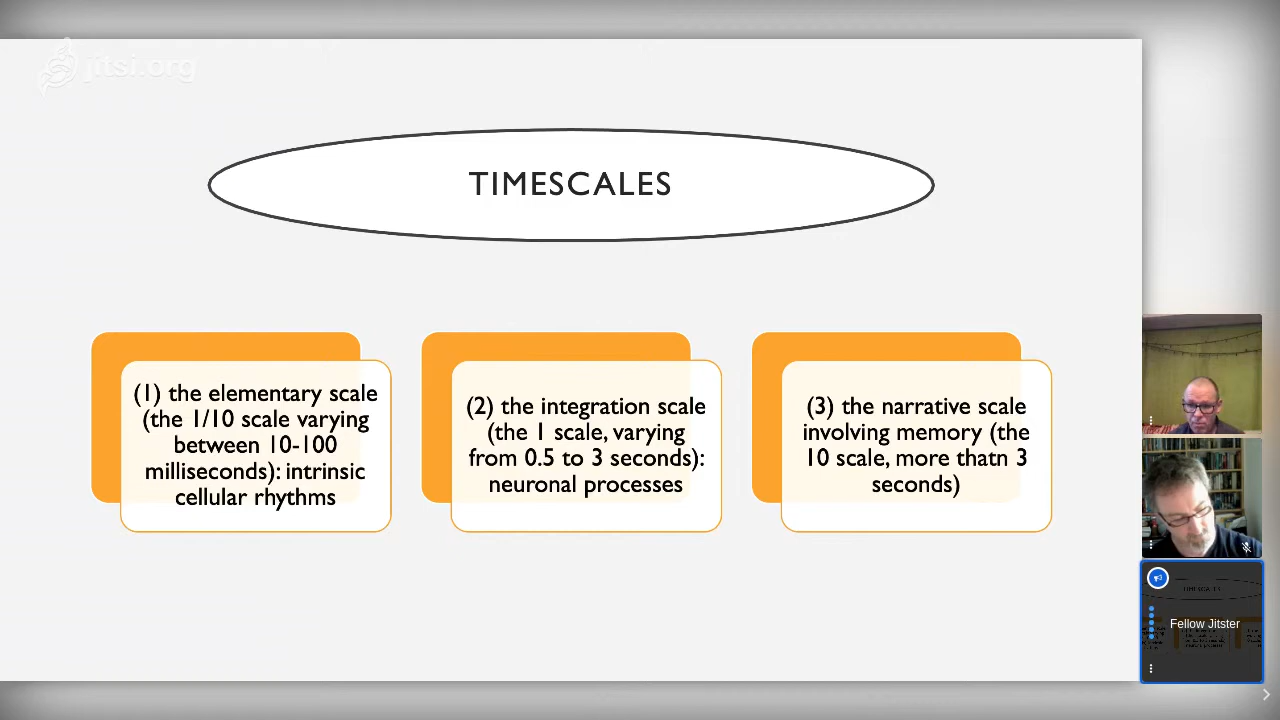 jitsi.org
TIMESCALES
(1) the elementary scale
(the 1/10 scale varying
between 10-100
milliseconds): intrinsic
cellular rhythms
(2) the integration scale
(the 1 scale, varying
from 0.5 to 3 seconds):
neuronal processes
(3) the narrative scale
involving memory (the
10 scale, more thatn 3
seconds)
Fellow Jitster